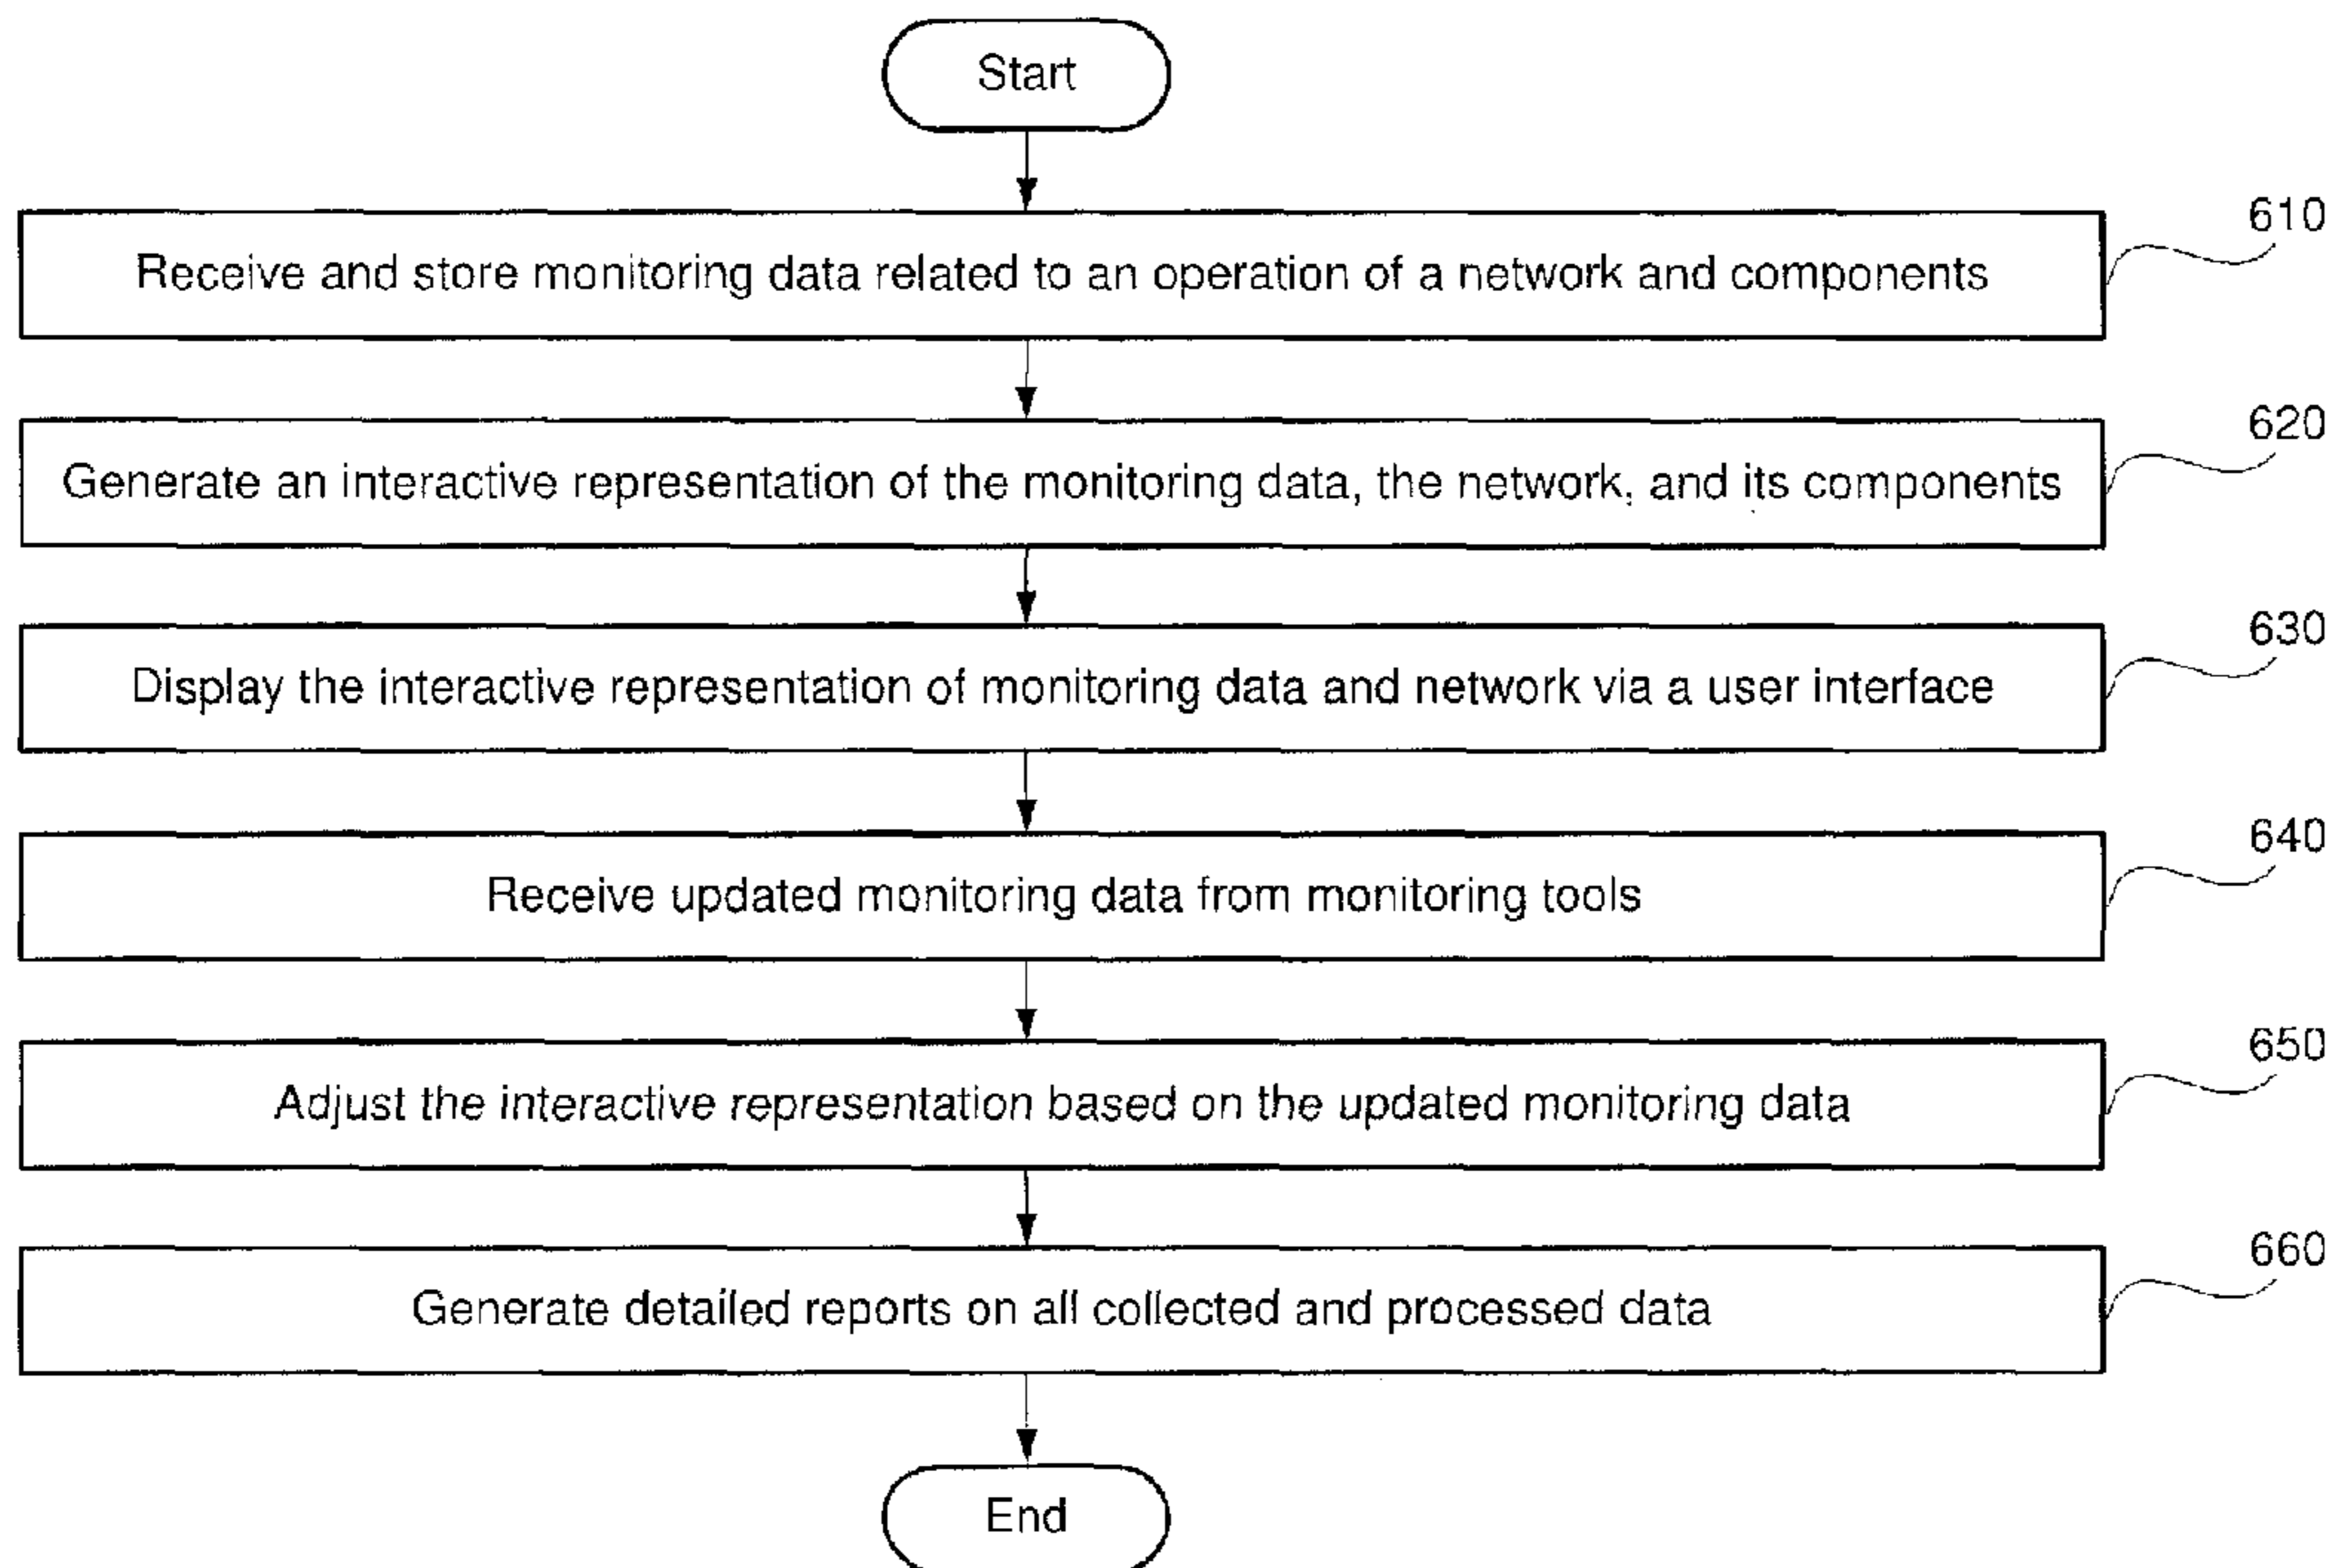 Start
610
Receive and store monitoring data related to an operation of a network and components
620
Generate an interactive representation of the monitoring data, the network, and its components
630
Display the interactive representation of monitoring data and network via a user interface
640
Receive updated monitoring data from monitoring tools
650
Adjust the interactive representation based on the updated monitoring data
660
Generate detailed reports on all collected and processed data
End